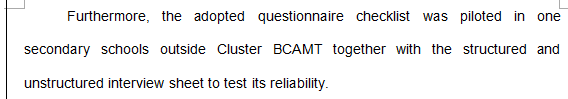 Furthermore, the adopted questionnaire checklist was piloted in one
secondary schools outside Cluster BCAMT together with the structured and
unstructured interview sheet to test its reliability.